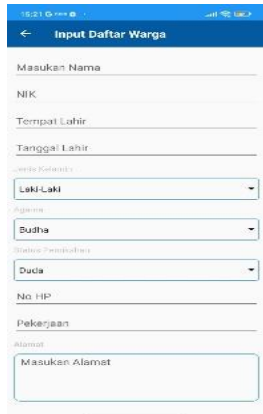 15:21
Input Daftar Warga
Masukan Nama
NIK
Tempat Lahir
Tanggal Lahir
Jenis Kelamin
Laki-Laki
Agama
Budha
Status Pernikahan
Duda
No HP
Pekerjaan
Alamat
Masukan Alamat